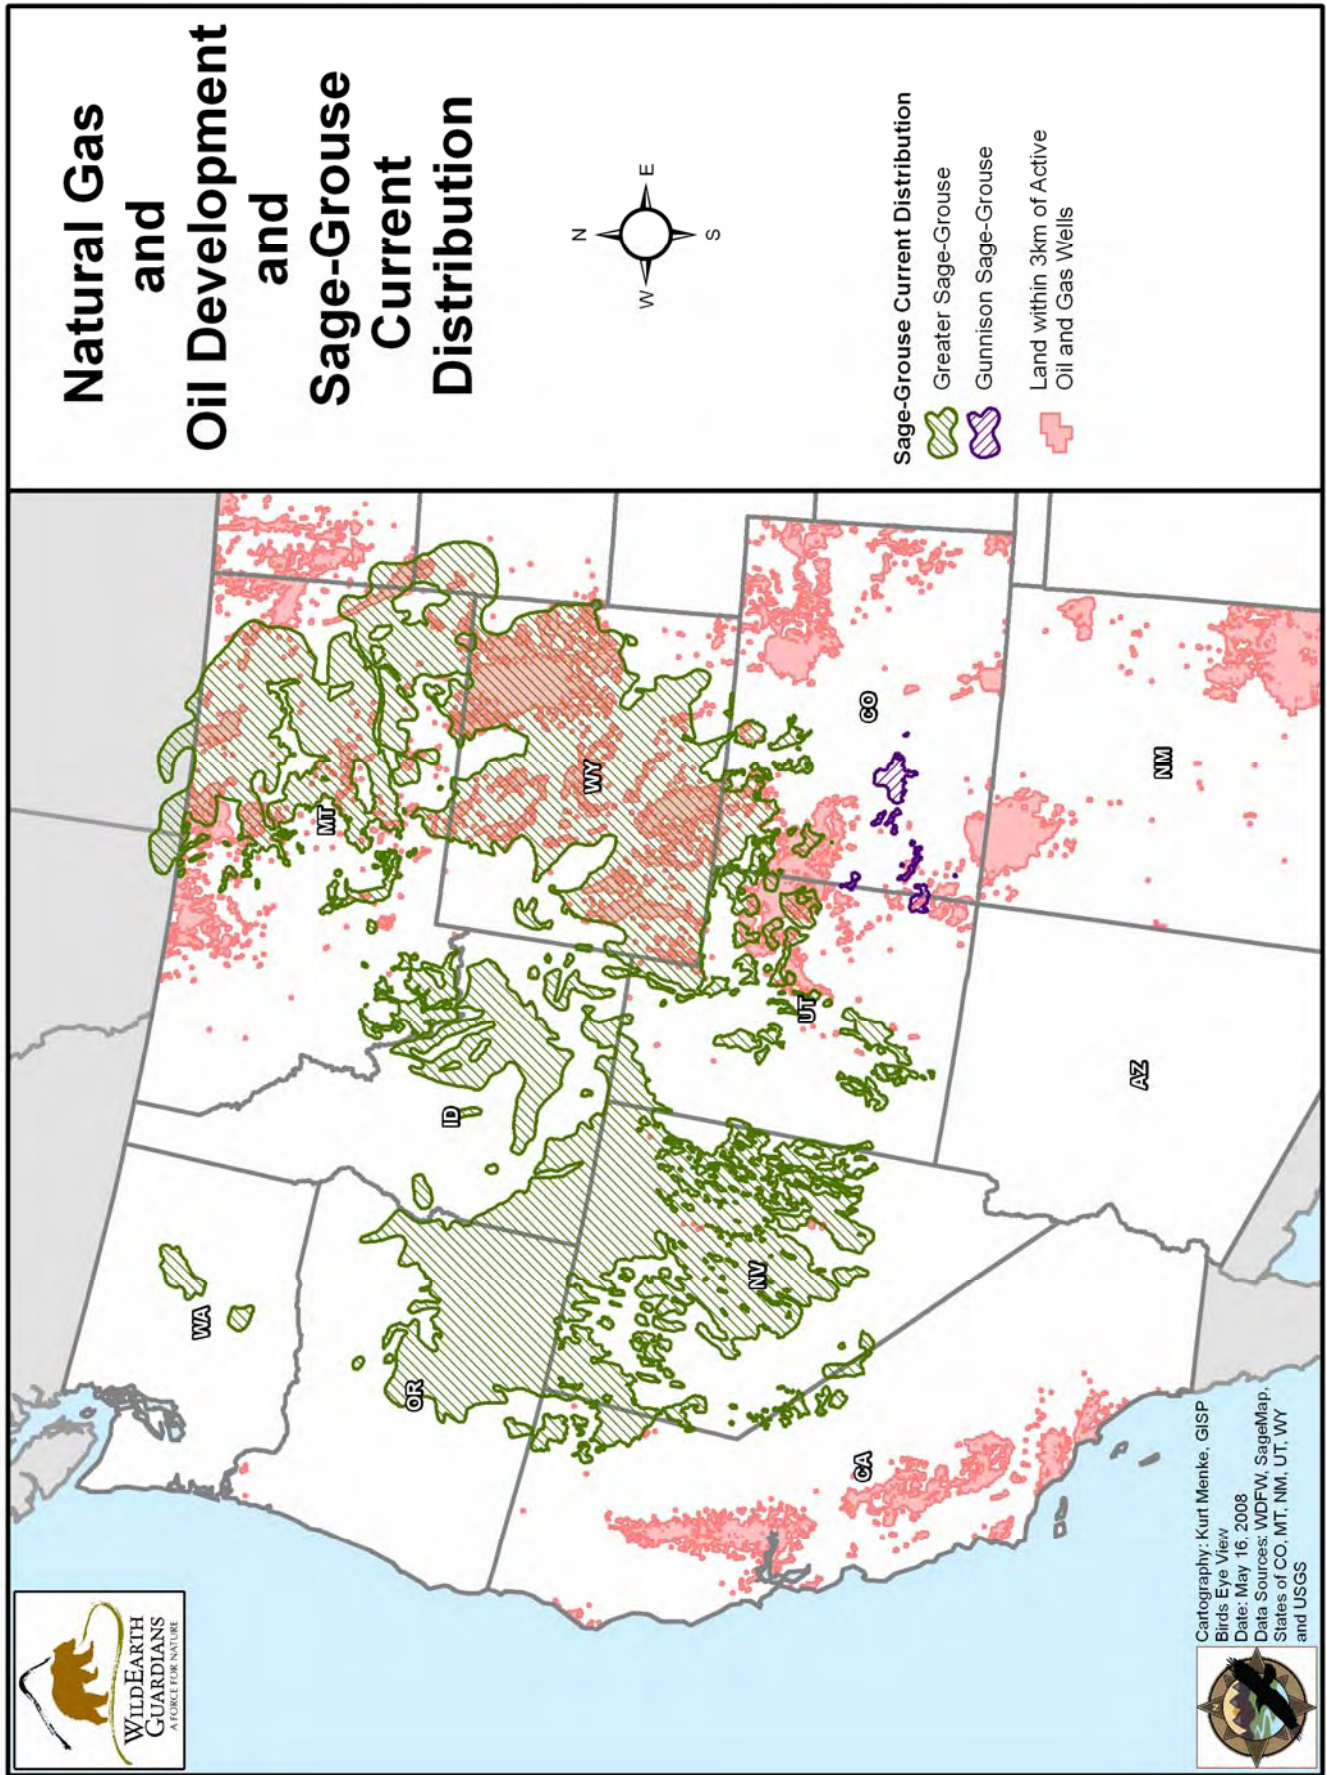 Natural Gas
and
Oil Development
and
Sage-Grouse
Current
Distribution
N
W
E
S
Sage-Grouse Current Distribution
Greater Sage-Grouse
Gunnison Sage-Grouse
Land within 3km of Active
Oil and Gas Wells
WA
MT
OR
ID
WY
NV
UT
CO
CA
AZ
NM
WILDEARTH
GUARDIANS
A FORCE FOR NATURE
Cartography: Kurt Menke, GISP
Birds Eye View
Date: May 16, 2008
Data Sources: WDFW, SageMap,
States of CO, MT, NM, UT, WY
and USGS